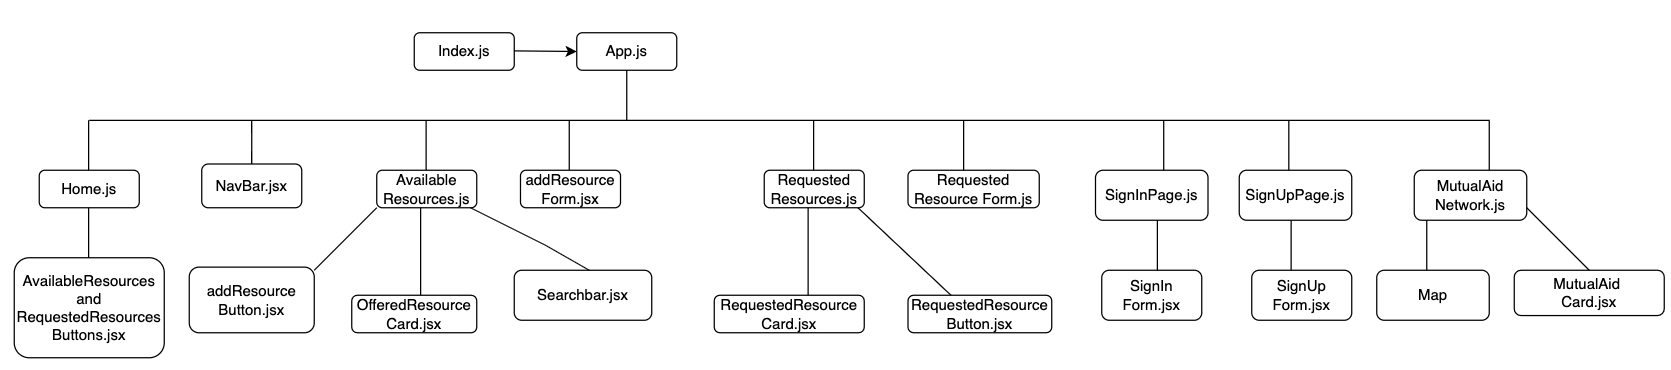 Index.js
App.js
Home.js
NavBar.jsx
Available
Resources.js
addResource
Form.jsx
Requested
Resources.js
Requested
Resource Form.js
SignInPage.js
SignUpPage.js
MutualAid
Network.js
AvailableResources
and
RequestedResources
Buttons.jsx
addResource
Button.jsx
OfferedResource
Card.jsx
Searchbar.jsx
RequestedResource
Card.jsx
RequestedResource
Button.jsx
SignIn
Form.jsx
SignUp
Form.jsx
Map
MutualAid
Card.jsx